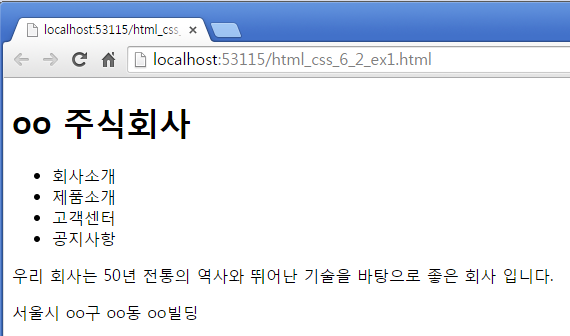 localhost:53115/html_css_
localhost:53115/html_css_6_2_ex1.html
oo 주식회사
회사소개
제품소개
고객센터
공지사항
우리 회사는 50년 전통의 역사와 뛰어난 기술을 바탕으로 좋은 회사 입니다.
서울시 oo구 oo동 oo빌딩